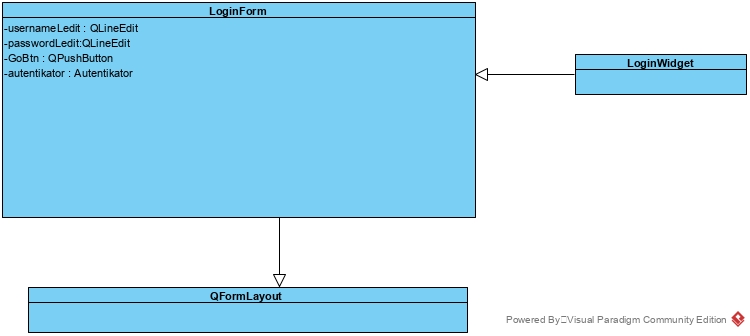 LoginForm
-usernameLedit : QLineEdit
-passwordLedit:QLineEdit
-GoBtn : QPushButton
-autentikator : Autentikator
LoginWidget
QFormLayout
Powered By Visual Paradigm Community Edition